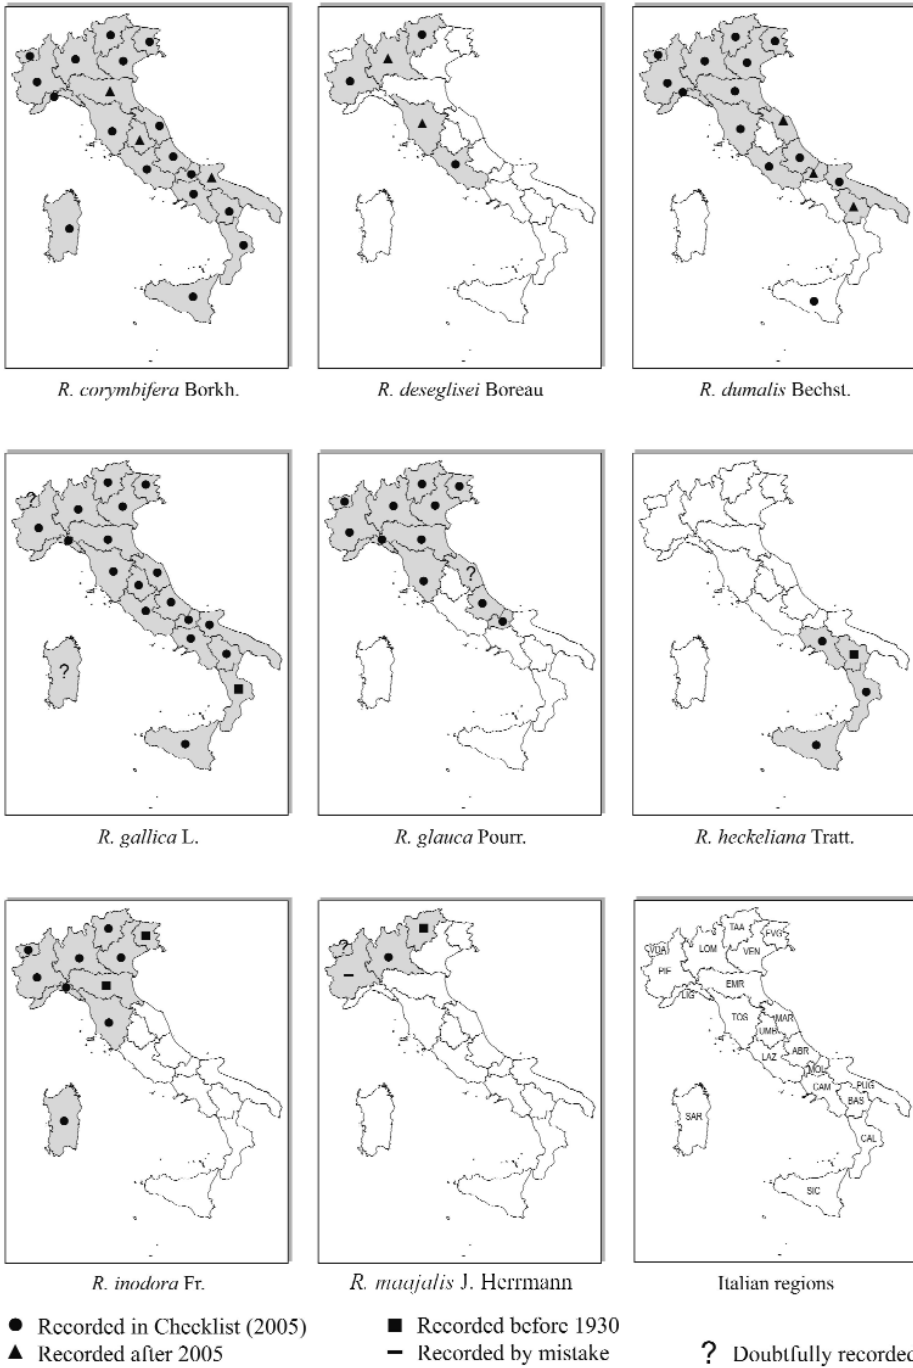 R. corymbifera Borkh.
R. deseglisei Boreau
R. dumalis Bechst.
?
?
?
R. gallica L.
R. glauca Pourr.
R. heckeliana Tratt.
?
VDA
PIE
LOM
TAA
VEN
FVG
LIG
EMR
TOS
MAR
UMB
LAZ
ABR
MOL
CAM
PUG
BAS
SAR
CAL
SIC
R. inodora Fr.
R. maajalis J. Herrmann
Italian regions
Recorded in Checklist (2005)
Recorded before 1930
Recorded after 2005
Recorded by mistake
? Doubtfully recorded